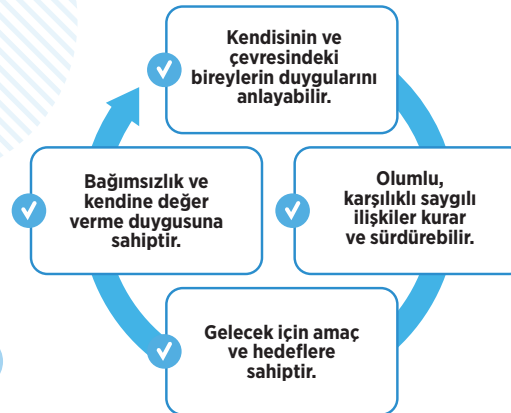 Kendisinin ve
çevresindeki
bireylerin duygularını
anlayabilir.
Olumlu,
karşılıklı saygılı
ilişkiler kurar
ve sürdürebilir.
Gelecek için amaç
ve hedeflere
sahiptir.
Bağımsızlık ve
kendine değer
verme duygusuna
sahiptir.